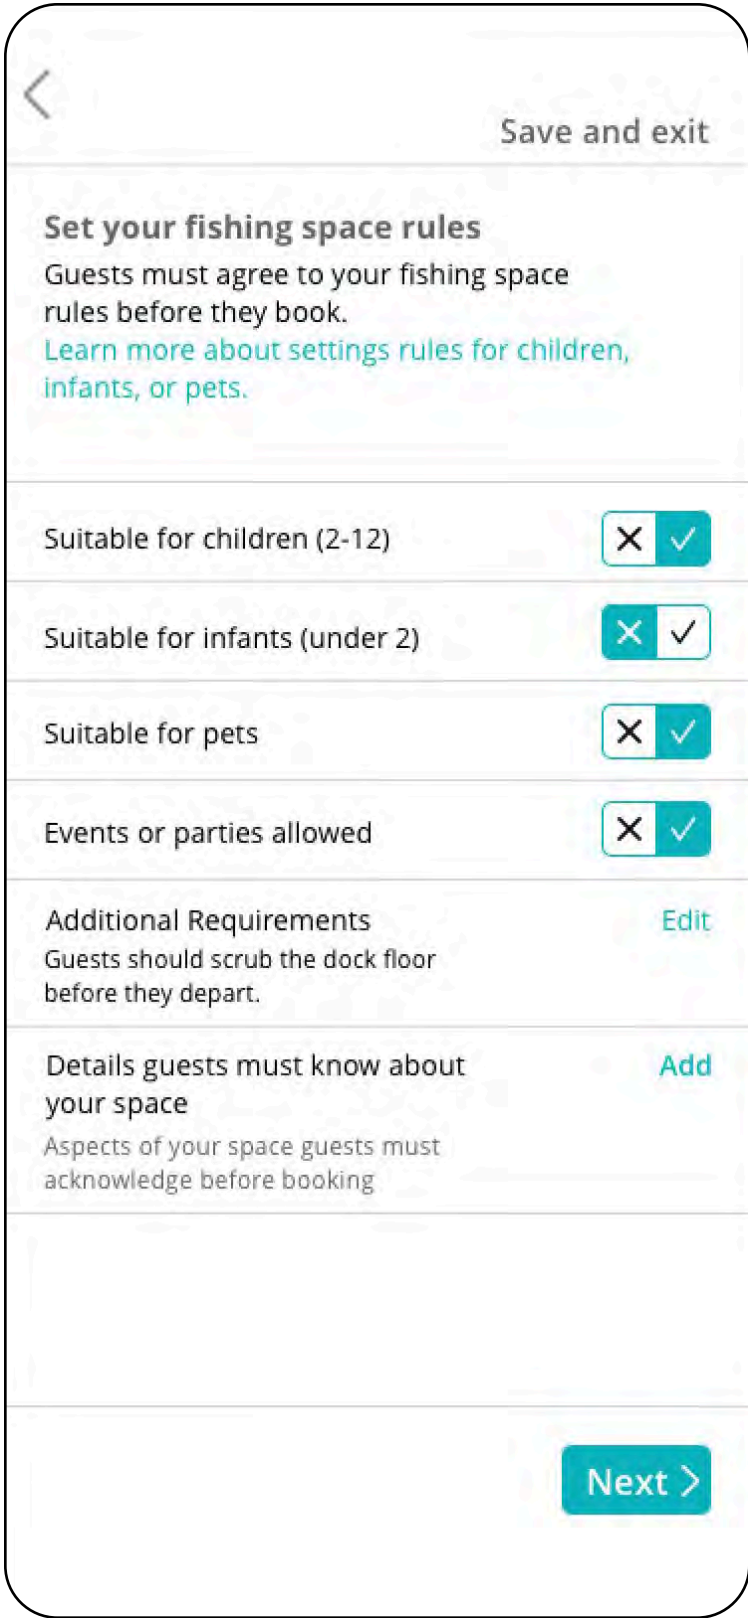 Save and exit
Set your fishing space rules
Guests must agree to your fishing space
rules before they book.
Learn more about settings rules for children,
infants, or pets.
Suitable for children (2-12)
Suitable for infants (under 2)
Suitable for pets
Events or parties allowed
Additional Requirements
Edit
Guests should scrub the dock floor
before they depart.
Details guests must know about
Add
your space
Aspects of your space guests must
acknowledge before booking
Next